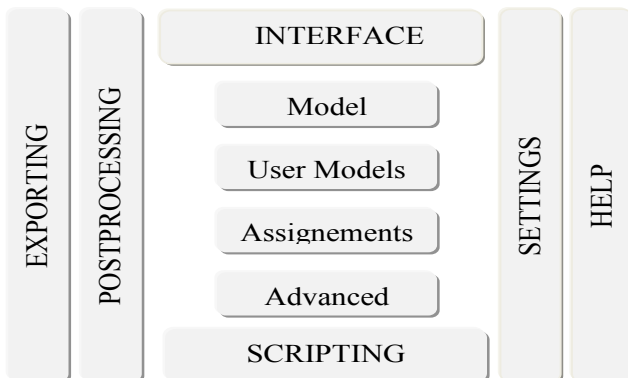 EXPORTING
POSTPROCESSING
INTERFACE
Model
User Models
Assignements
Advanced
SCRIPTING
SETTINGS
HELP